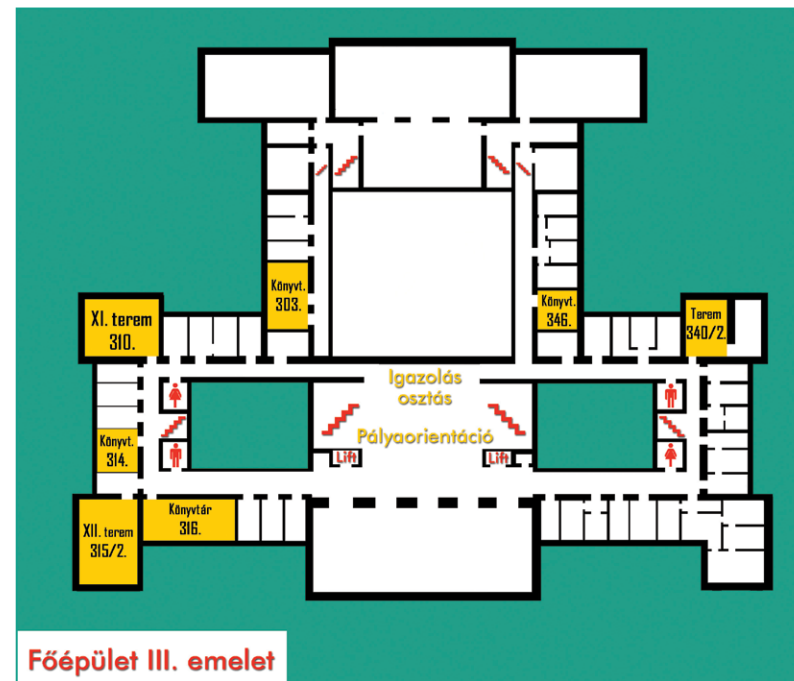 Könyvt.
303.
Könyvt.
346.
XI. terem
310.
Terem
340/2.
Igazolás
osztás
Pályaorientáció
Könyvt.
314.
Lift
Lift
XII. terem
315/2.
Könyvtár
316.
Főépület III. emelet